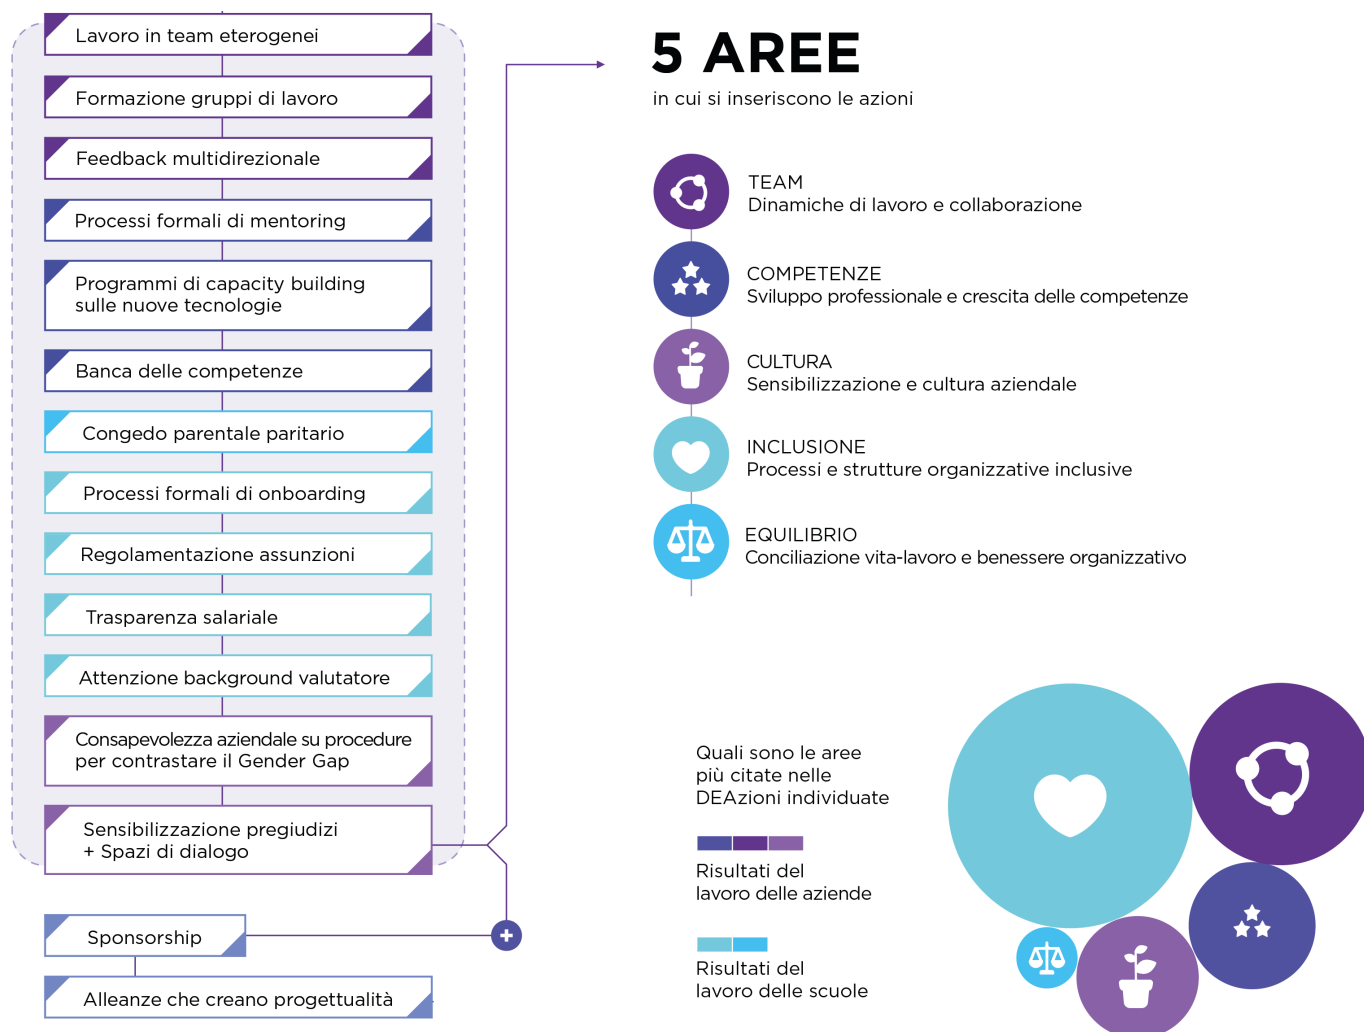 Lavoro in team eterogenei
Formazione gruppi di lavoro
Feedback multidirezionale
Processi formali di mentoring
Programmi di capacity building
sulle nuove tecnologie
Banca delle competenze
Congedo parentale paritario
Processi formali di onboarding
Regolamentazione assunzioni
Trasparenza salariale
Attenzione background valutatore
Consapevolezza aziendale su procedure
per contrastare il Gender Gap
Sensibilizzazione pregiudizi
+ Spazi di dialogo
Sponsorship
Alleanze che creano progettualità
5 AREE
in cui si inseriscono le azioni
TEAM
Dinamiche di lavoro e collaborazione
COMPETENZE
Sviluppo professionale e crescita delle competenze
CULTURA
Sensibilizzazione e cultura aziendale
INCLUSIONE
Processi e strutture organizzative inclusive
EQUILIBRIO
Conciliazione vita-lavoro e benessere organizzativo
Quali sono le aree
più citate nelle
DEAzioni individuate
Risultati del
lavoro delle aziende
Risultati del
lavoro delle scuole